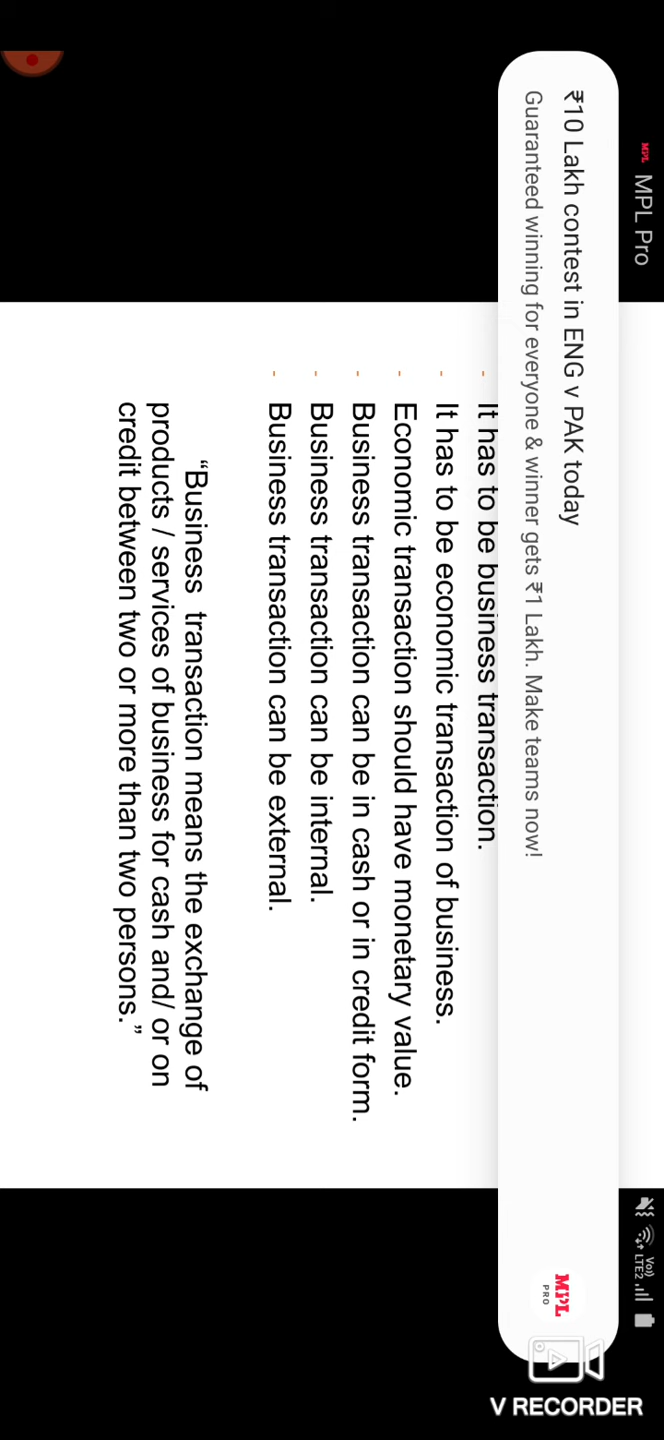 MPL MPL Pro
Vo))
LTE2
₹10 Lakh contest in ENG v PAK today
Guaranteed winning for everyone & winner gets ₹1 Lakh. Make teams now!
MPL
PRO
- It has to be business transaction.
- It has to be economic transaction of business.
- Economic transaction should have monetary value.
- Business transaction can be in cash or in credit form.
- Business transaction can be internal.
- Business transaction can be external.
“Business transaction means the exchange of
products / services of business for cash and/ or on
credit between two or more than two persons.”
V RECORDER